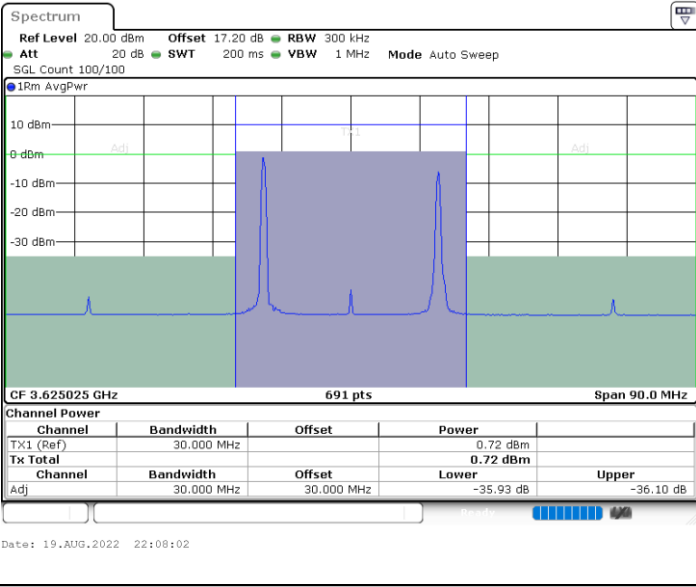 Spectrum
Ref Level 20.00 dBm Offset 17.20 dB RBW 300 kHz
Att 20 dB SWT 200 ms VBW 1 MHz Mode Auto Sweep
SGL Count 100/100
1Rm AvgPwr
10 dBm
TX1
Adj
Adj
0 dBm
-10 dBm
-20 dBm
-30 dBm
CF 3.625025 GHz 691 pts Span 90.0 MHz
Channel Power
Channel Bandwidth Offset Power
TX1 (Ref) 30.000 MHz 0.72 dBm
Tx Total 0.72 dBm
Channel Bandwidth Offset Lower Upper
Adj 30.000 MHz 30.000 MHz -35.93 dB -36.10 dB
Ready
Date: 19.AUG.2022 22:08:02